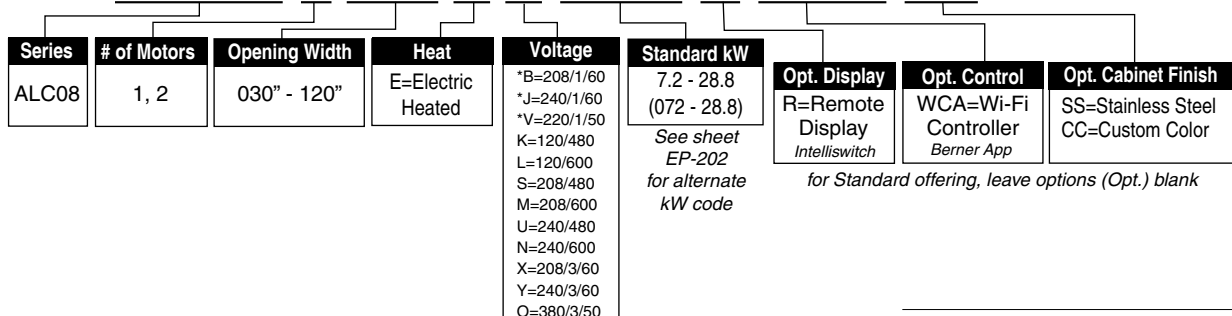 Series
ALC08
# of Motors
1, 2
Opening Width
030” - 120”
Heat
E=Electric
Heated
Voltage
*B=208/1/60
*J=240/1/60
*V=220/1/50
K=120/480
L=120/600
S=208/480
M=208/600
U=240/480
N=240/600
X=208/3/60
Y=240/3/60
O=380/3/50
Standard kW
7.2 - 28.8
(072 - 28.8)
See sheet
EP-202
for alternate
kW code
Opt. Display
R=Remote
Display
Intelliswitch
Opt. Control
WCA=Wi-Fi
Controller
Berner App
Opt. Cabinet Finish
SS=Stainless Steel
CC=Custom Color
for Standard offering, leave options (Opt.) blank